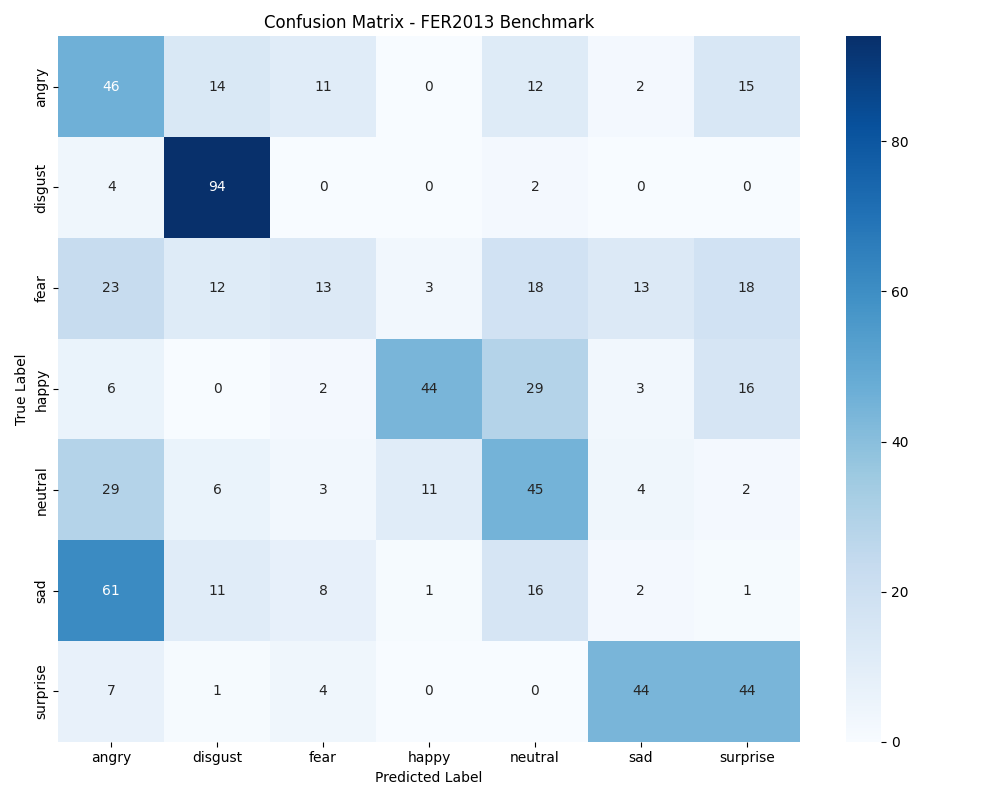 Confusion Matrix - FER2013 Benchmark
True Label
angry 46 14 11 0 12 2 15
disgust 4 94 0 0 2 0 0
fear 23 12 13 3 18 13 18
happy 6 0 2 44 29 3 16
neutral 29 6 3 11 45 4 2
sad 61 11 8 1 16 2 1
surprise 7 1 4 0 0 44 44
angry disgust fear happy neutral sad surprise
Predicted Label
80
60
40
20
0